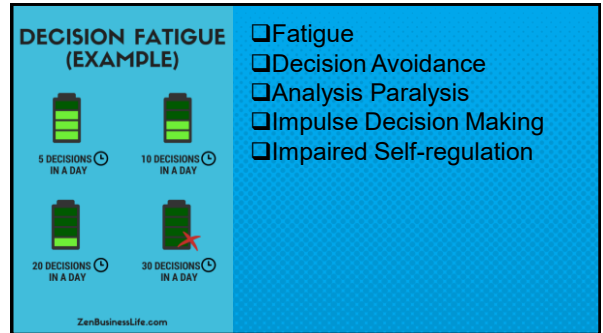 DECISION FATIGUE
(EXAMPLE)
5 DECISIONS
IN A DAY
10 DECISIONS
IN A DAY
20 DECISIONS
IN A DAY
30 DECISIONS
IN A DAY
ZenBusinessLife.com
❑Fatigue
❑Decision Avoidance
❑Analysis Paralysis
❑Impulse Decision Making
❑Impaired Self-regulation